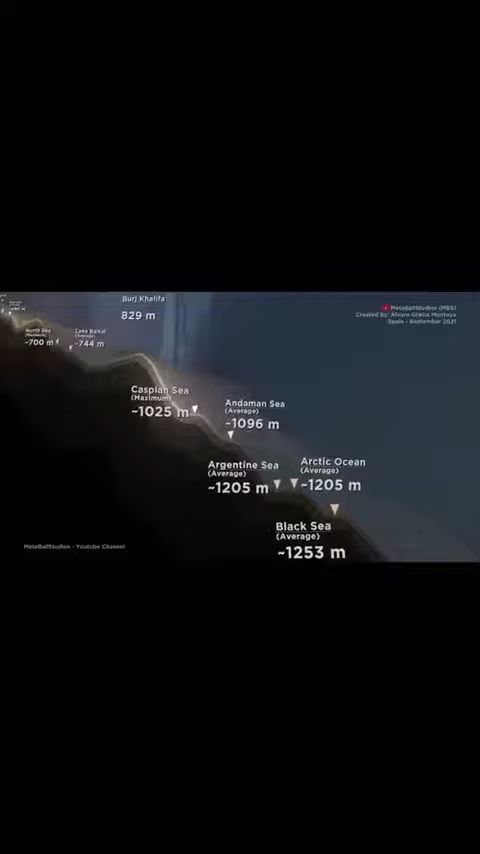 Burj Khalifa
829 m
MetaBallStudios (MBS)
Created by: Alvaro Gracia Montoya
Spain - September 2021
North Sea
(Maximum)
~700 m
Lake Baikal
(Average)
~744 m
Caspian Sea
(Maximum)
~1025 m
Andaman Sea
(Average)
~1096 m
Argentine Sea
(Average)
~1205 m
Arctic Ocean
(Average)
~1205 m
Black Sea
(Average)
~1253 m
MetaBallStudios - Youtube Channel